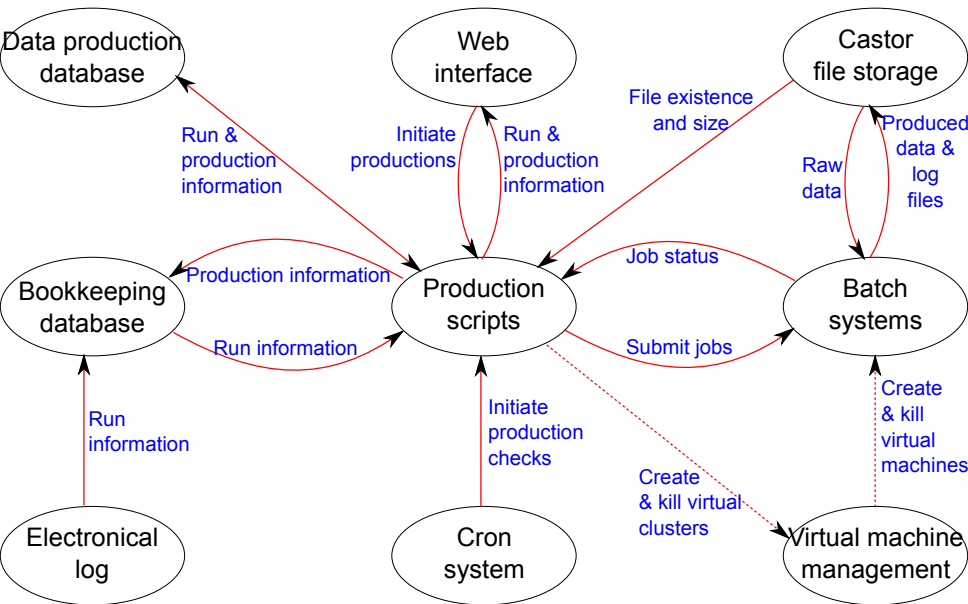 Data production
database
Web
interface
Castor
file storage
Run &
production
information
Initiate
productions
Run &
production
information
File existence
and size
Raw
data
Produced
data &
log
files
Bookkeeping
database
Production information
Run information
Production
scripts
Job status
Submit jobs
Batch
systems
Run
information
Initiate
production
checks
Create
& kill virtual
clusters
Create
& kill
virtual
machines
Electronical
log
Cron
system
Virtual machine
management